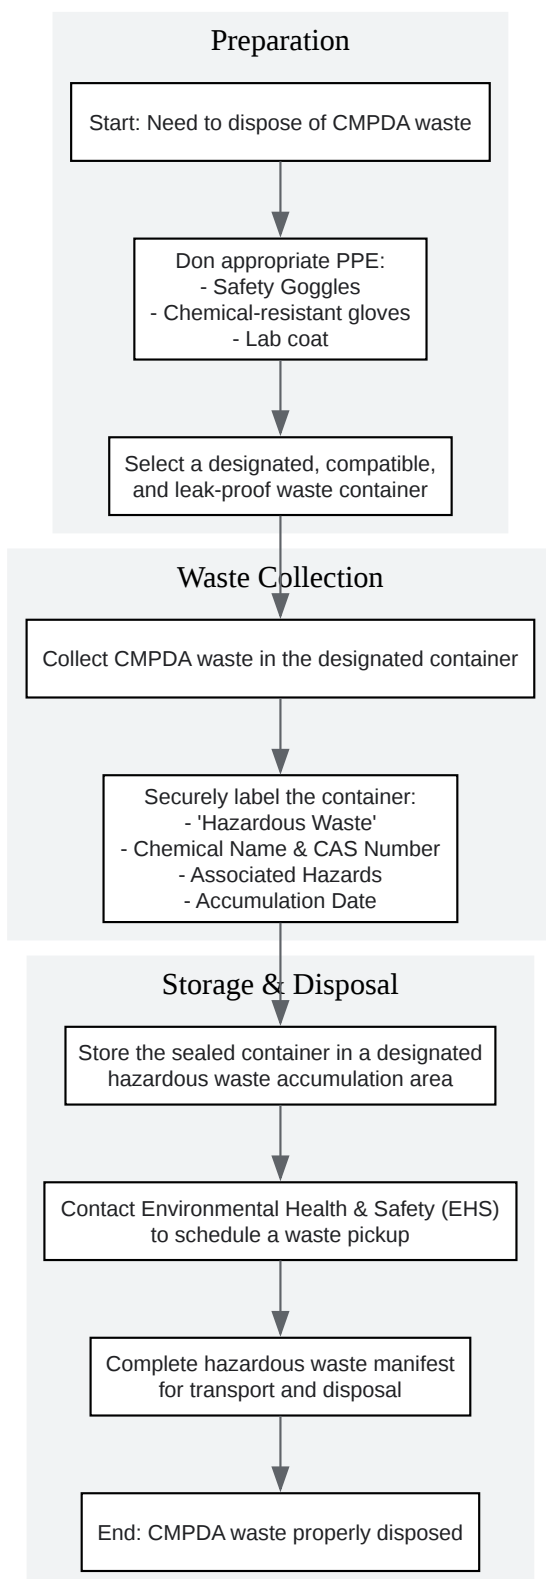 Preparation
Start: Need to dispose of CMPDA waste
Don appropriate PPE:
- Safety Goggles
- Chemical-resistant gloves
- Lab coat
Select a designated, compatible,
and leak-proof waste container
Waste Collection
Collect CMPDA waste in the designated container
Securely label the container:
- 'Hazardous Waste'
- Chemical Name & CAS Number
- Associated Hazards
- Accumulation Date
Storage & Disposal
Store the sealed container in a designated
hazardous waste accumulation area
Contact Environmental Health & Safety (EHS)
to schedule a waste pickup
Complete hazardous waste manifest
for transport and disposal
End: CMPDA waste properly disposed